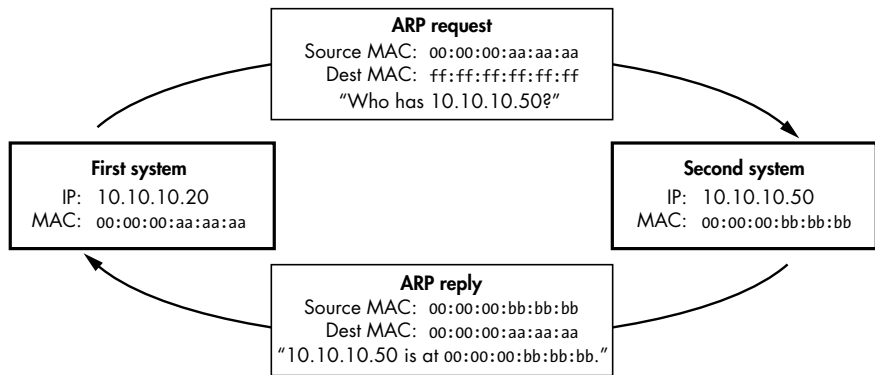 ARP request
Source MAC: 00:00:00:aa:aa:aa
Dest MAC: ff:ff:ff:ff:ff:ff
“Who has 10.10.10.50?”
First system
IP: 10.10.10.20
MAC: 00:00:00:aa:aa:aa
Second system
IP: 10.10.10.50
MAC: 00:00:00:bb:bb:bb
ARP reply
Source MAC: 00:00:00:bb:bb:bb
Dest MAC: 00:00:00:aa:aa:aa
“10.10.10.50 is at 00:00:00:bb:bb:bb.”